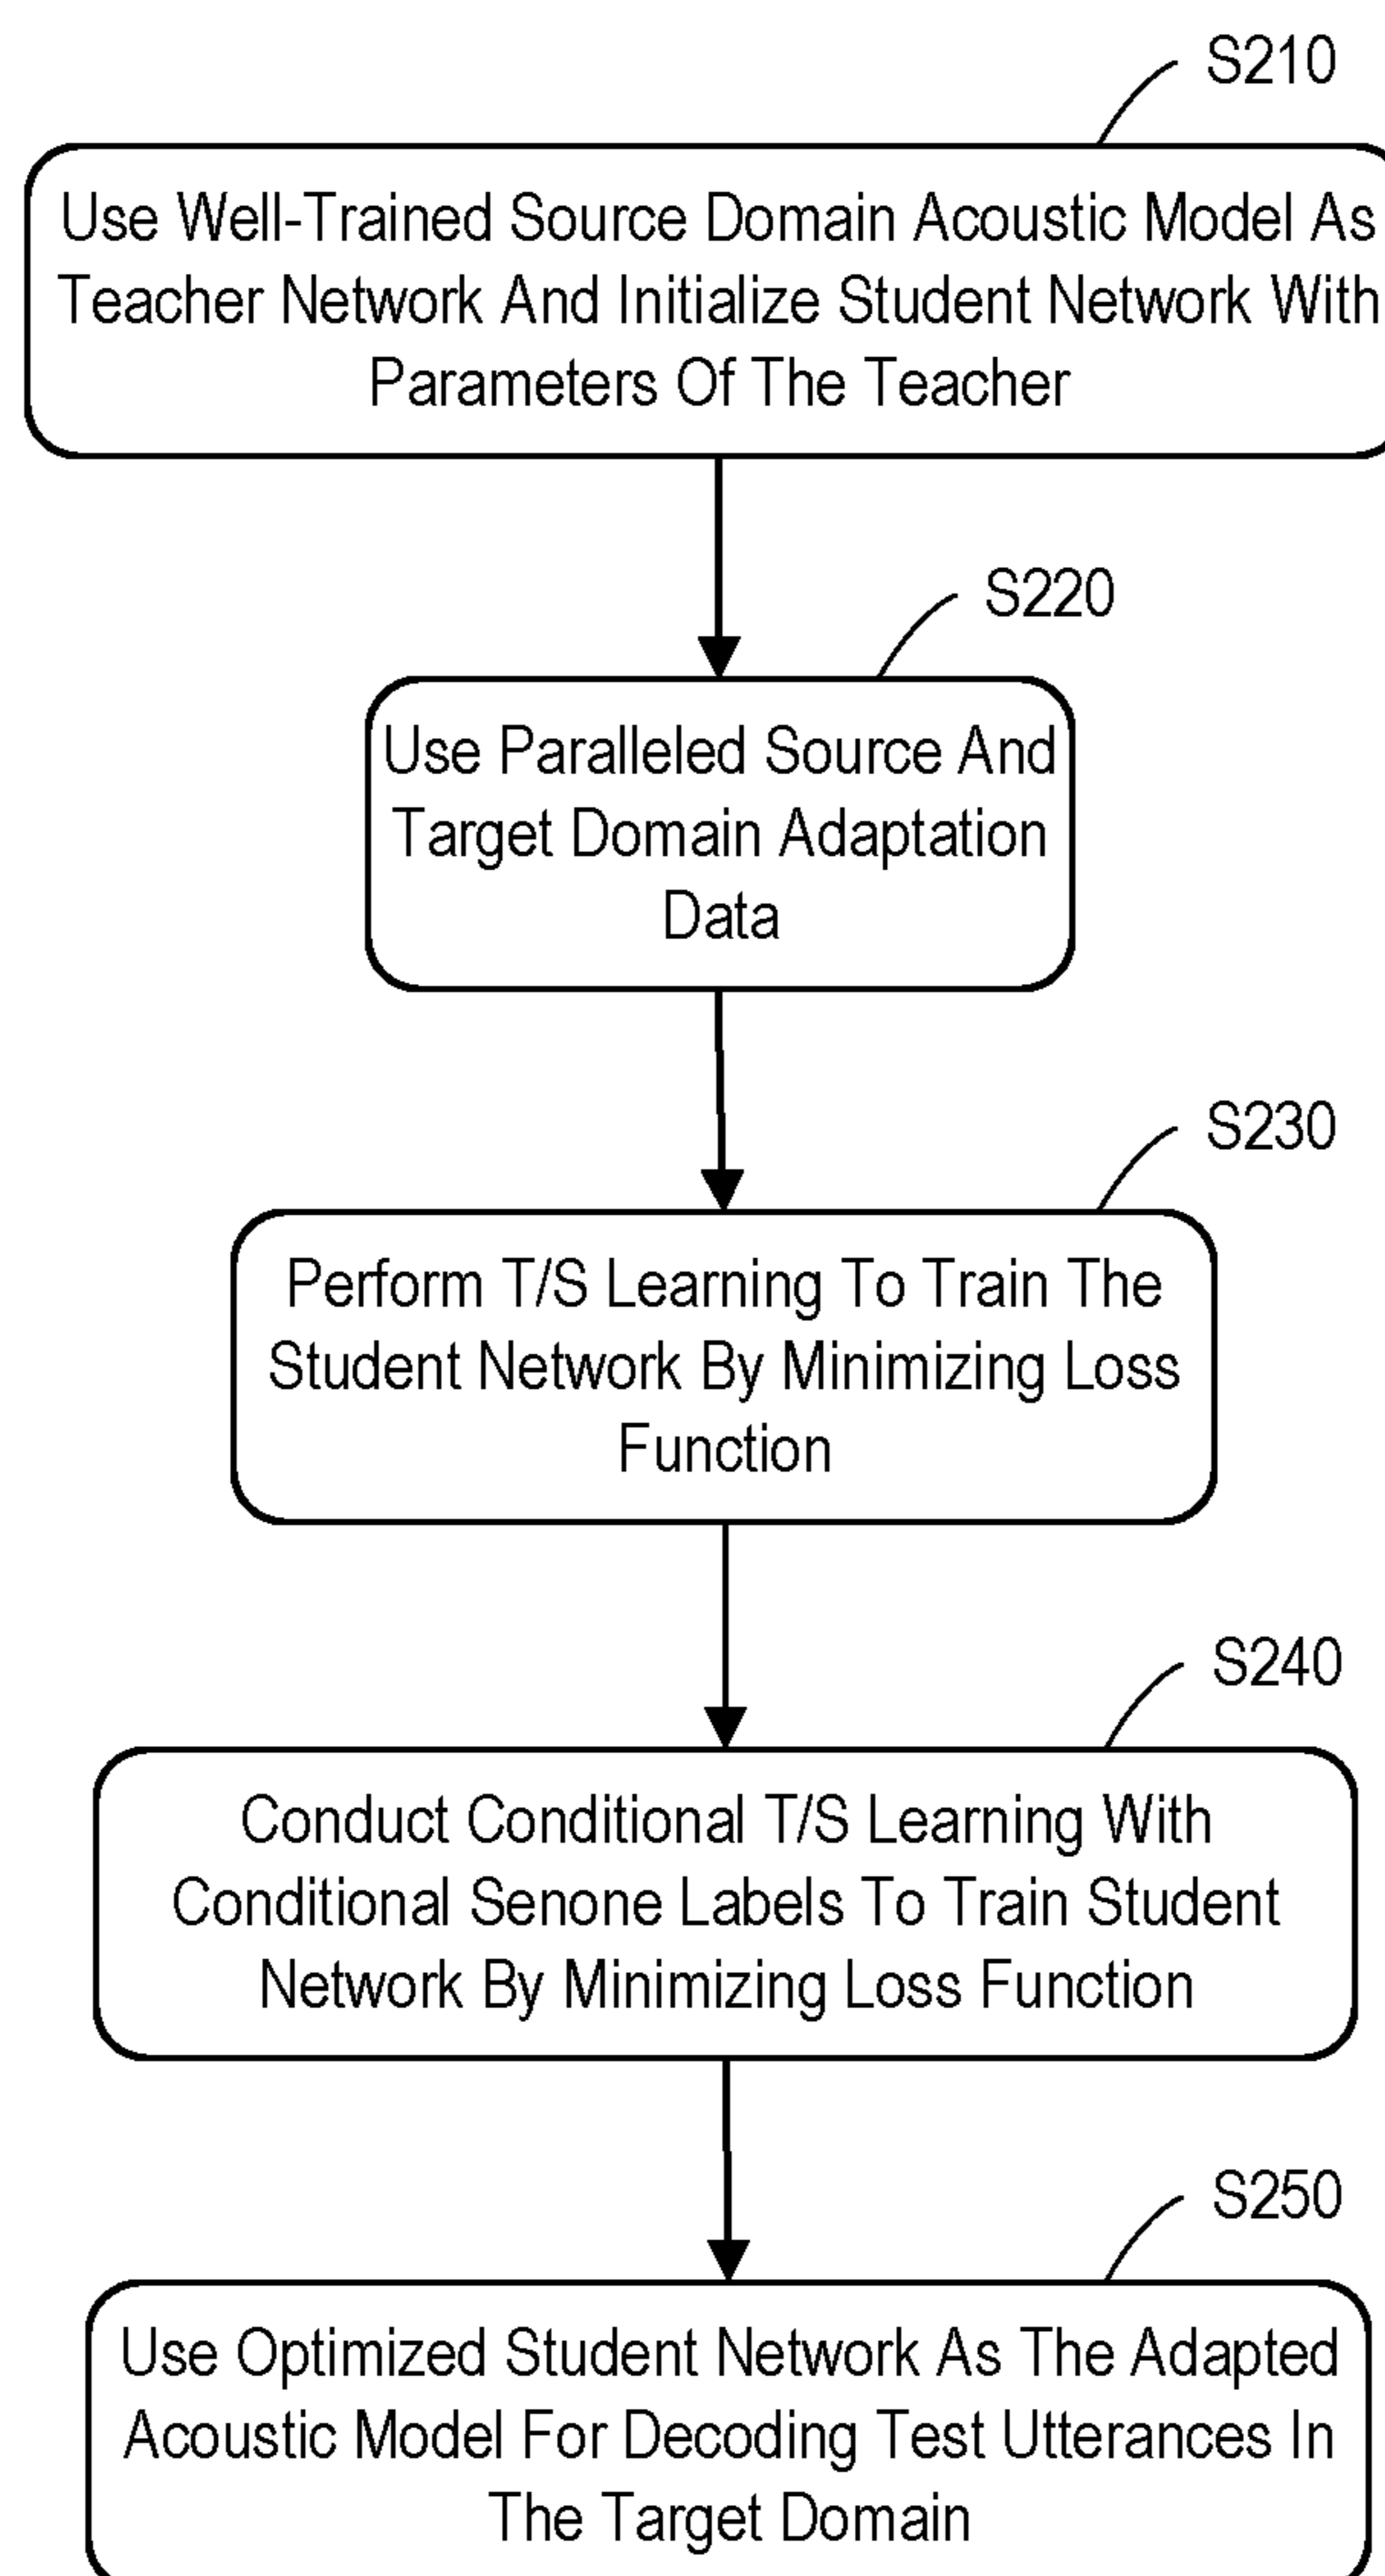 S210
Use Well-Trained Source Domain Acoustic Model As
Teacher Network And Initialize Student Network With
Parameters Of The Teacher
S220
Use Paralleled Source And
Target Domain Adaptation
Data
S230
Perform T/S Learning To Train The
Student Network By Minimizing Loss
Function
S240
Conduct Conditional T/S Learning With
Conditional Senone Labels To Train Student
Network By Minimizing Loss Function
S250
Use Optimized Student Network As The Adapted
Acoustic Model For Decoding Test Utterances In
The Target Domain